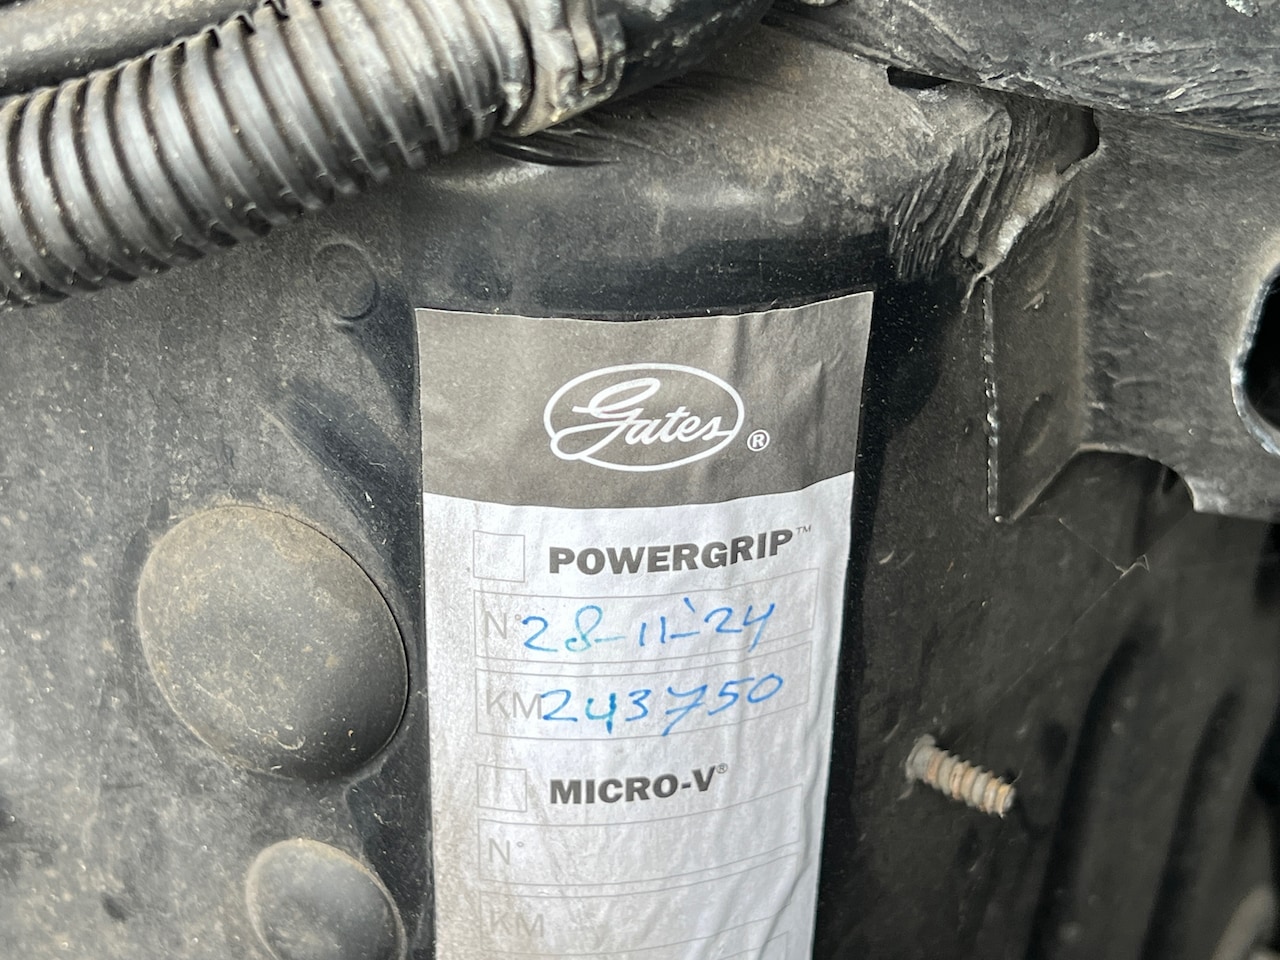 Gates ®
POWERGRIP™
N° 28-11-'24
KM 243750
MICRO-V®
N°
KM